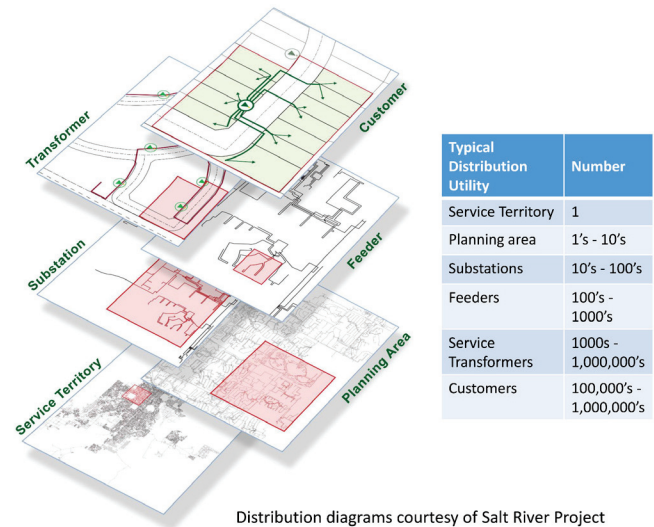 Customer
Transformer
Feeder
Substation
Planning Area
Service Territory
Typical
Distribution
Utility
Number
Service Territory 1
Planning area 1's - 10's
Substations 10's - 100's
Feeders 100's -
1000's
Service 1000s -
Transformers 1,000,000's
Customers 100,000's -
1,000,000's
Distribution diagrams courtesy of Salt River Project